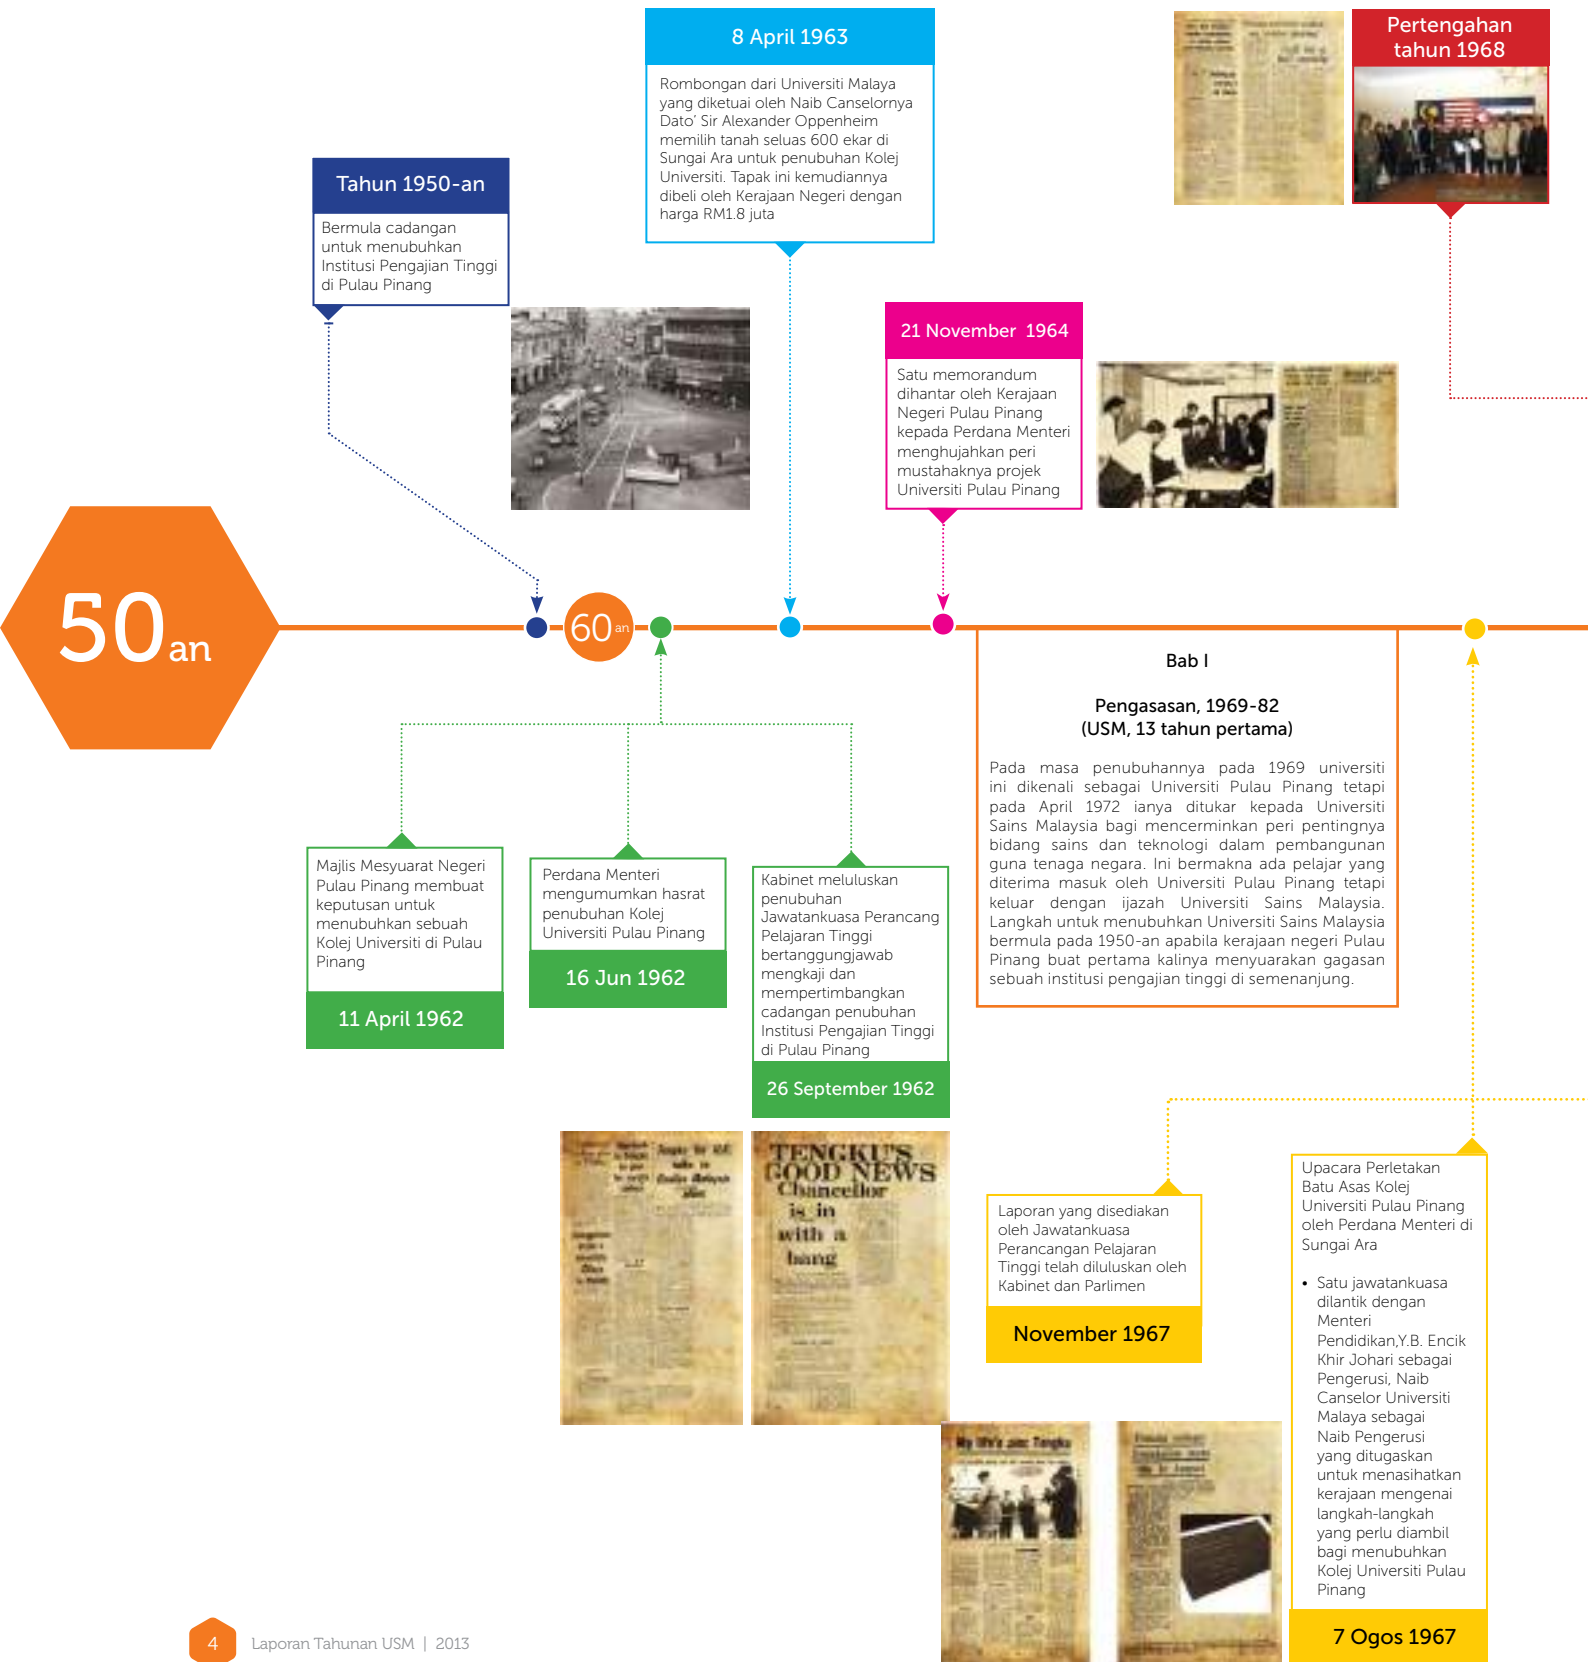 8 April 1963
Rombongan dari Universiti Malaya
yang diketuai oleh Naib Canselornya
Dato’ Sir Alexander Oppenheim
memilih tanah seluas 600 ekar di
Sungai Ara untuk penubuhan Kolej
Universiti. Tapak ini kemudiannya
dibeli oleh Kerajaan Negeri dengan
harga RM1.8 juta
Pertengahan
tahun 1968
Tahun 1950-an
Bermula cadangan
untuk menubuhkan
Institusi Pengajian Tinggi
di Pulau Pinang
21 November 1964
Satu memorandum
dihantar oleh Kerajaan
Negeri Pulau Pinang
kepada Perdana Menteri
menghujahkan peri
mustahaknya projek
Universiti Pulau Pinang
50 an
60 an
Bab I
Pengasasan, 1969-82
(USM, 13 tahun pertama)
Pada masa penubuhannya pada 1969 universiti
ini dikenali sebagai Universiti Pulau Pinang tetapi
pada April 1972 ianya ditukar kepada Universiti
Sains Malaysia bagi mencerminkan peri pentingnya
bidang sains dan teknologi dalam pembangunan
guna tenaga negara. Ini bermakna ada pelajar yang
diterima masuk oleh Universiti Pulau Pinang tetapi
keluar dengan ijazah Universiti Sains Malaysia.
Langkah untuk menubuhkan Universiti Sains Malaysia
bermula pada 1950-an apabila kerajaan negeri Pulau
Pinang buat pertama kalinya menyuarakan gagasan
sebuah institusi pengajian tinggi di semenanjung.
Majlis Mesyuarat Negeri
Pulau Pinang membuat
keputusan untuk
menubuhkan sebuah
Kolej Universiti di Pulau
Pinang
11 April 1962
Perdana Menteri
mengumumkan hasrat
penubuhan Kolej
Universiti Pulau Pinang
16 Jun 1962
Kabinet meluluskan
penubuhan
Jawatankuasa Perancang
Pelajaran Tinggi
bertanggungjawab
mengkaji dan
mempertimbangkan
cadangan penubuhan
Institusi Pengajian Tinggi
di Pulau Pinang
26 September 1962
TENGKU'S
GOOD NEWS
Chancellor
is in
with a
bang
Laporan yang disediakan
oleh Jawatankuasa
Perancangan Pelajaran
Tinggi telah diluluskan oleh
Kabinet dan Parlimen
November 1967
My life's aim: Tengku
Upacara Perletakan
Batu Asas Kolej
Universiti Pulau Pinang
oleh Perdana Menteri di
Sungai Ara
• Satu jawatankuasa
dilantik dengan
Menteri
Pendidikan,Y.B. Encik
Khir Johari sebagai
Pengerusi, Naib
Canselor Universiti
Malaya sebagai
Naib Pengerusi
yang ditugaskan
untuk menasihatkan
kerajaan mengenai
langkah-langkah
yang perlu diambil
bagi menubuhkan
Kolej Universiti Pulau
Pinang
7 Ogos 1967
4 Laporan Tahunan USM | 2013